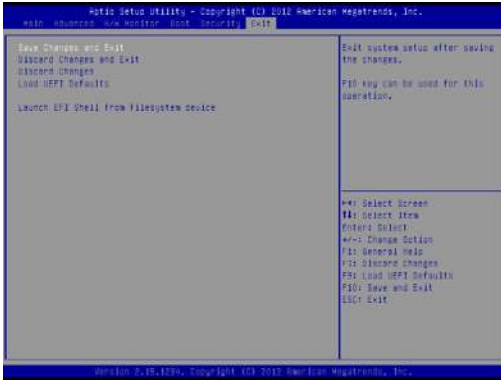 Aptio Setup Utility - Copyright (C) 2012 American Megatrends, Inc.
Main Advanced H/W Monitor Boot Security Exit
Save Changes and Exit
Discard Changes and Exit
Discard Changes
Load UEFI Defaults
Launch EFI Shell from filesystem device
Exit system setup after saving
the changes.
F10 key can be used for this
operation.
→←: Select Screen
↑↓: Select Item
Enter: Select
+/-: Change Option
F1: General Help
F7: Discard Changes
F9: Load UEFI Defaults
F10: Save and Exit
ESC: Exit
Version 2.15.1234. Copyright (C) 2012 American Megatrends, Inc.